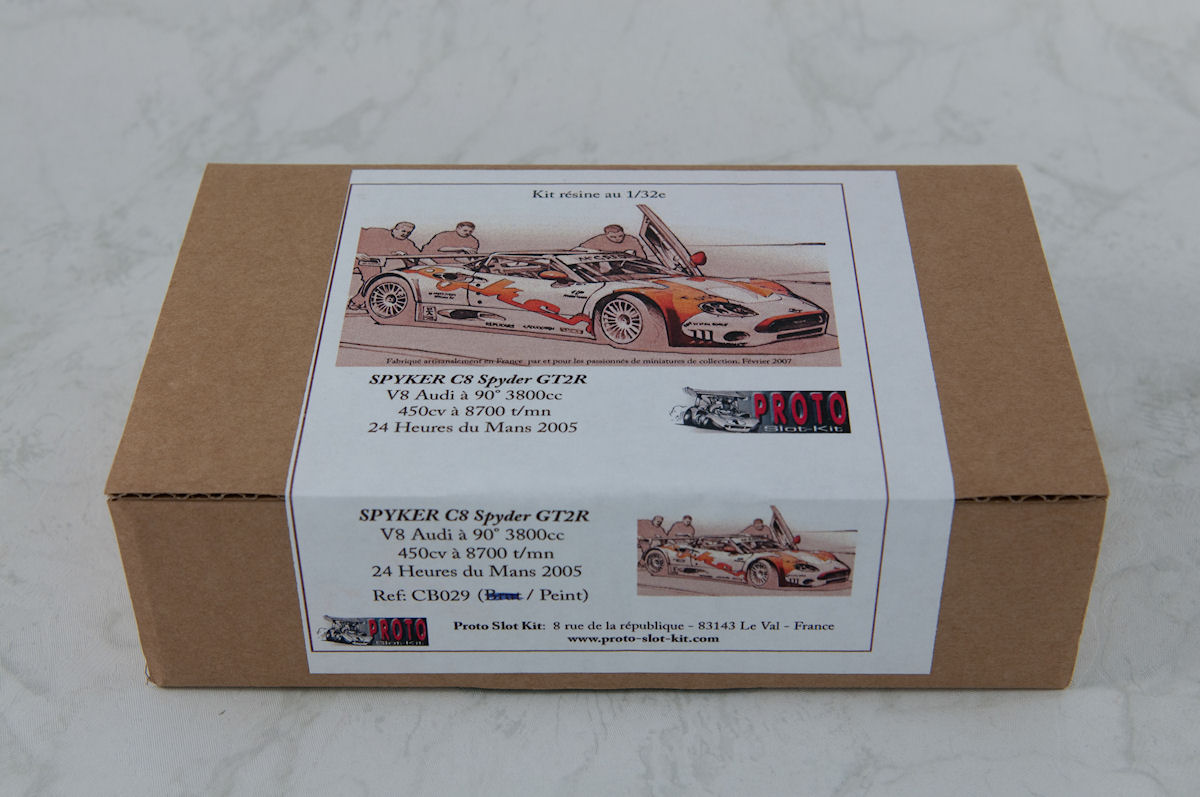 Kit résine au 1/32e
Fabriqué artisanalement en France, par et pour les passionnés de miniatures de collection. Février 2007
SPYKER C8 Spyder GT2R
V8 Audi à 90° 3800cc
450cv à 8700 t/mn
24 Heures du Mans 2005
PROTO
Slot-Kit
SPYKER C8 Spyder GT2R
V8 Audi à 90° 3800cc
450cv à 8700 t/mn
24 Heures du Mans 2005
Ref: CB029 (Brut / Peint)
PROTO
Slot-Kit
Proto Slot Kit: 8 rue de la république - 83143 Le Val - France
www.proto-slot-kit.com